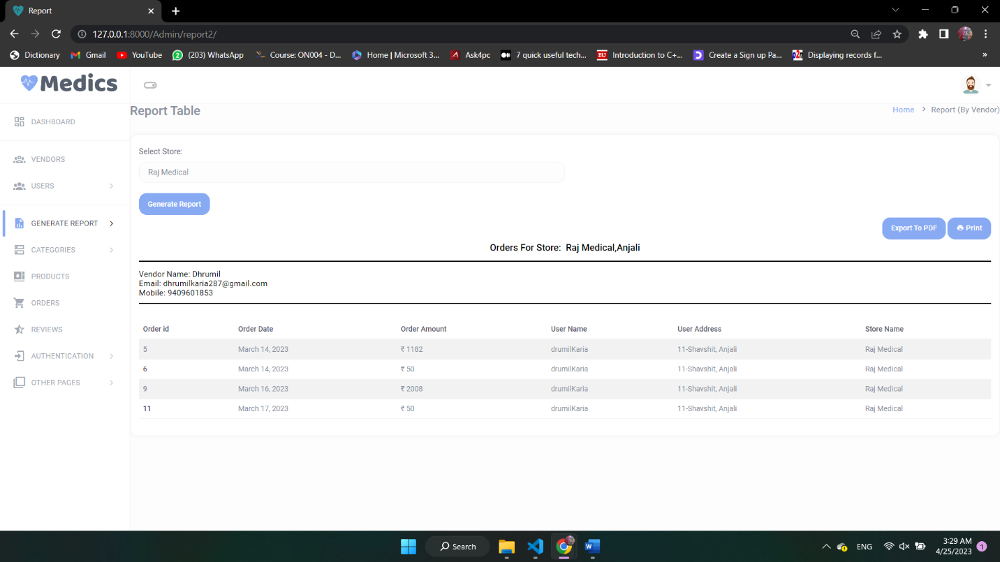 Report
127.0.0.1:8000/Admin/report2/
Dictionary Gmail YouTube (203) WhatsApp Course: ON004 - D... Home | Microsoft 3... Ask4pc 7 quick useful tech... BU Introduction to C+... Create a Sign up Pa... Displaying records f... »
Medics
Report Table
Home > Report (By Vendor)
DASHBOARD
VENDORS
USERS
GENERATE REPORT
CATEGORIES
PRODUCTS
ORDERS
REVIEWS
AUTHENTICATION
OTHER PAGES
Select Store:
Raj Medical
Generate Report
Export To PDF Print
Orders For Store: Raj Medical,Anjali
Vendor Name: Dhrumil
Email: dhrumilkaria287@gmail.com
Mobile: 9409601853
Order id Order Date Order Amount User Name User Address Store Name
5 March 14, 2023 ₹ 1182 drumilKaria 11-Shavshit, Anjali Raj Medical
6 March 14, 2023 ₹ 50 drumilKaria 11-Shavshit, Anjali Raj Medical
9 March 16, 2023 ₹ 2008 drumilKaria 11-Shavshit, Anjali Raj Medical
11 March 17, 2023 ₹ 50 drumilKaria 11-Shavshit, Anjali Raj Medical
Search
ENG
3:29 AM
4/25/2023
1